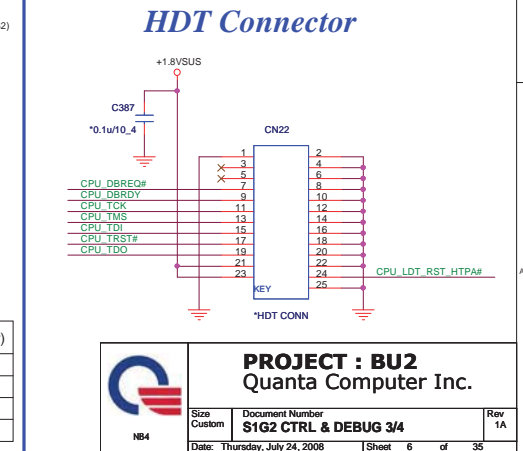 HDT Connector
2)
+1.8VSUS
C387
*0.1u/10_4
CN22
1 2
3 4
5 6
CPU_DBREQ# 7 8
CPU_DBRDY 9 10
CPU_TCK 11 12
CPU_TMS 13 14
CPU_TDI 15 16
CPU_TRST# 17 18
CPU_TDO 19 20
21 22
23 24 CPU_LDT_RST_HTPA#
KEY 25
*HDT CONN
A
)
PROJECT : BU2
Quanta Computer Inc.
NB4
Size Document Number Rev
Custom S1G2 CTRL & DEBUG 3/4 1A
Date: Thursday, July 24, 2008 Sheet 6 of 35